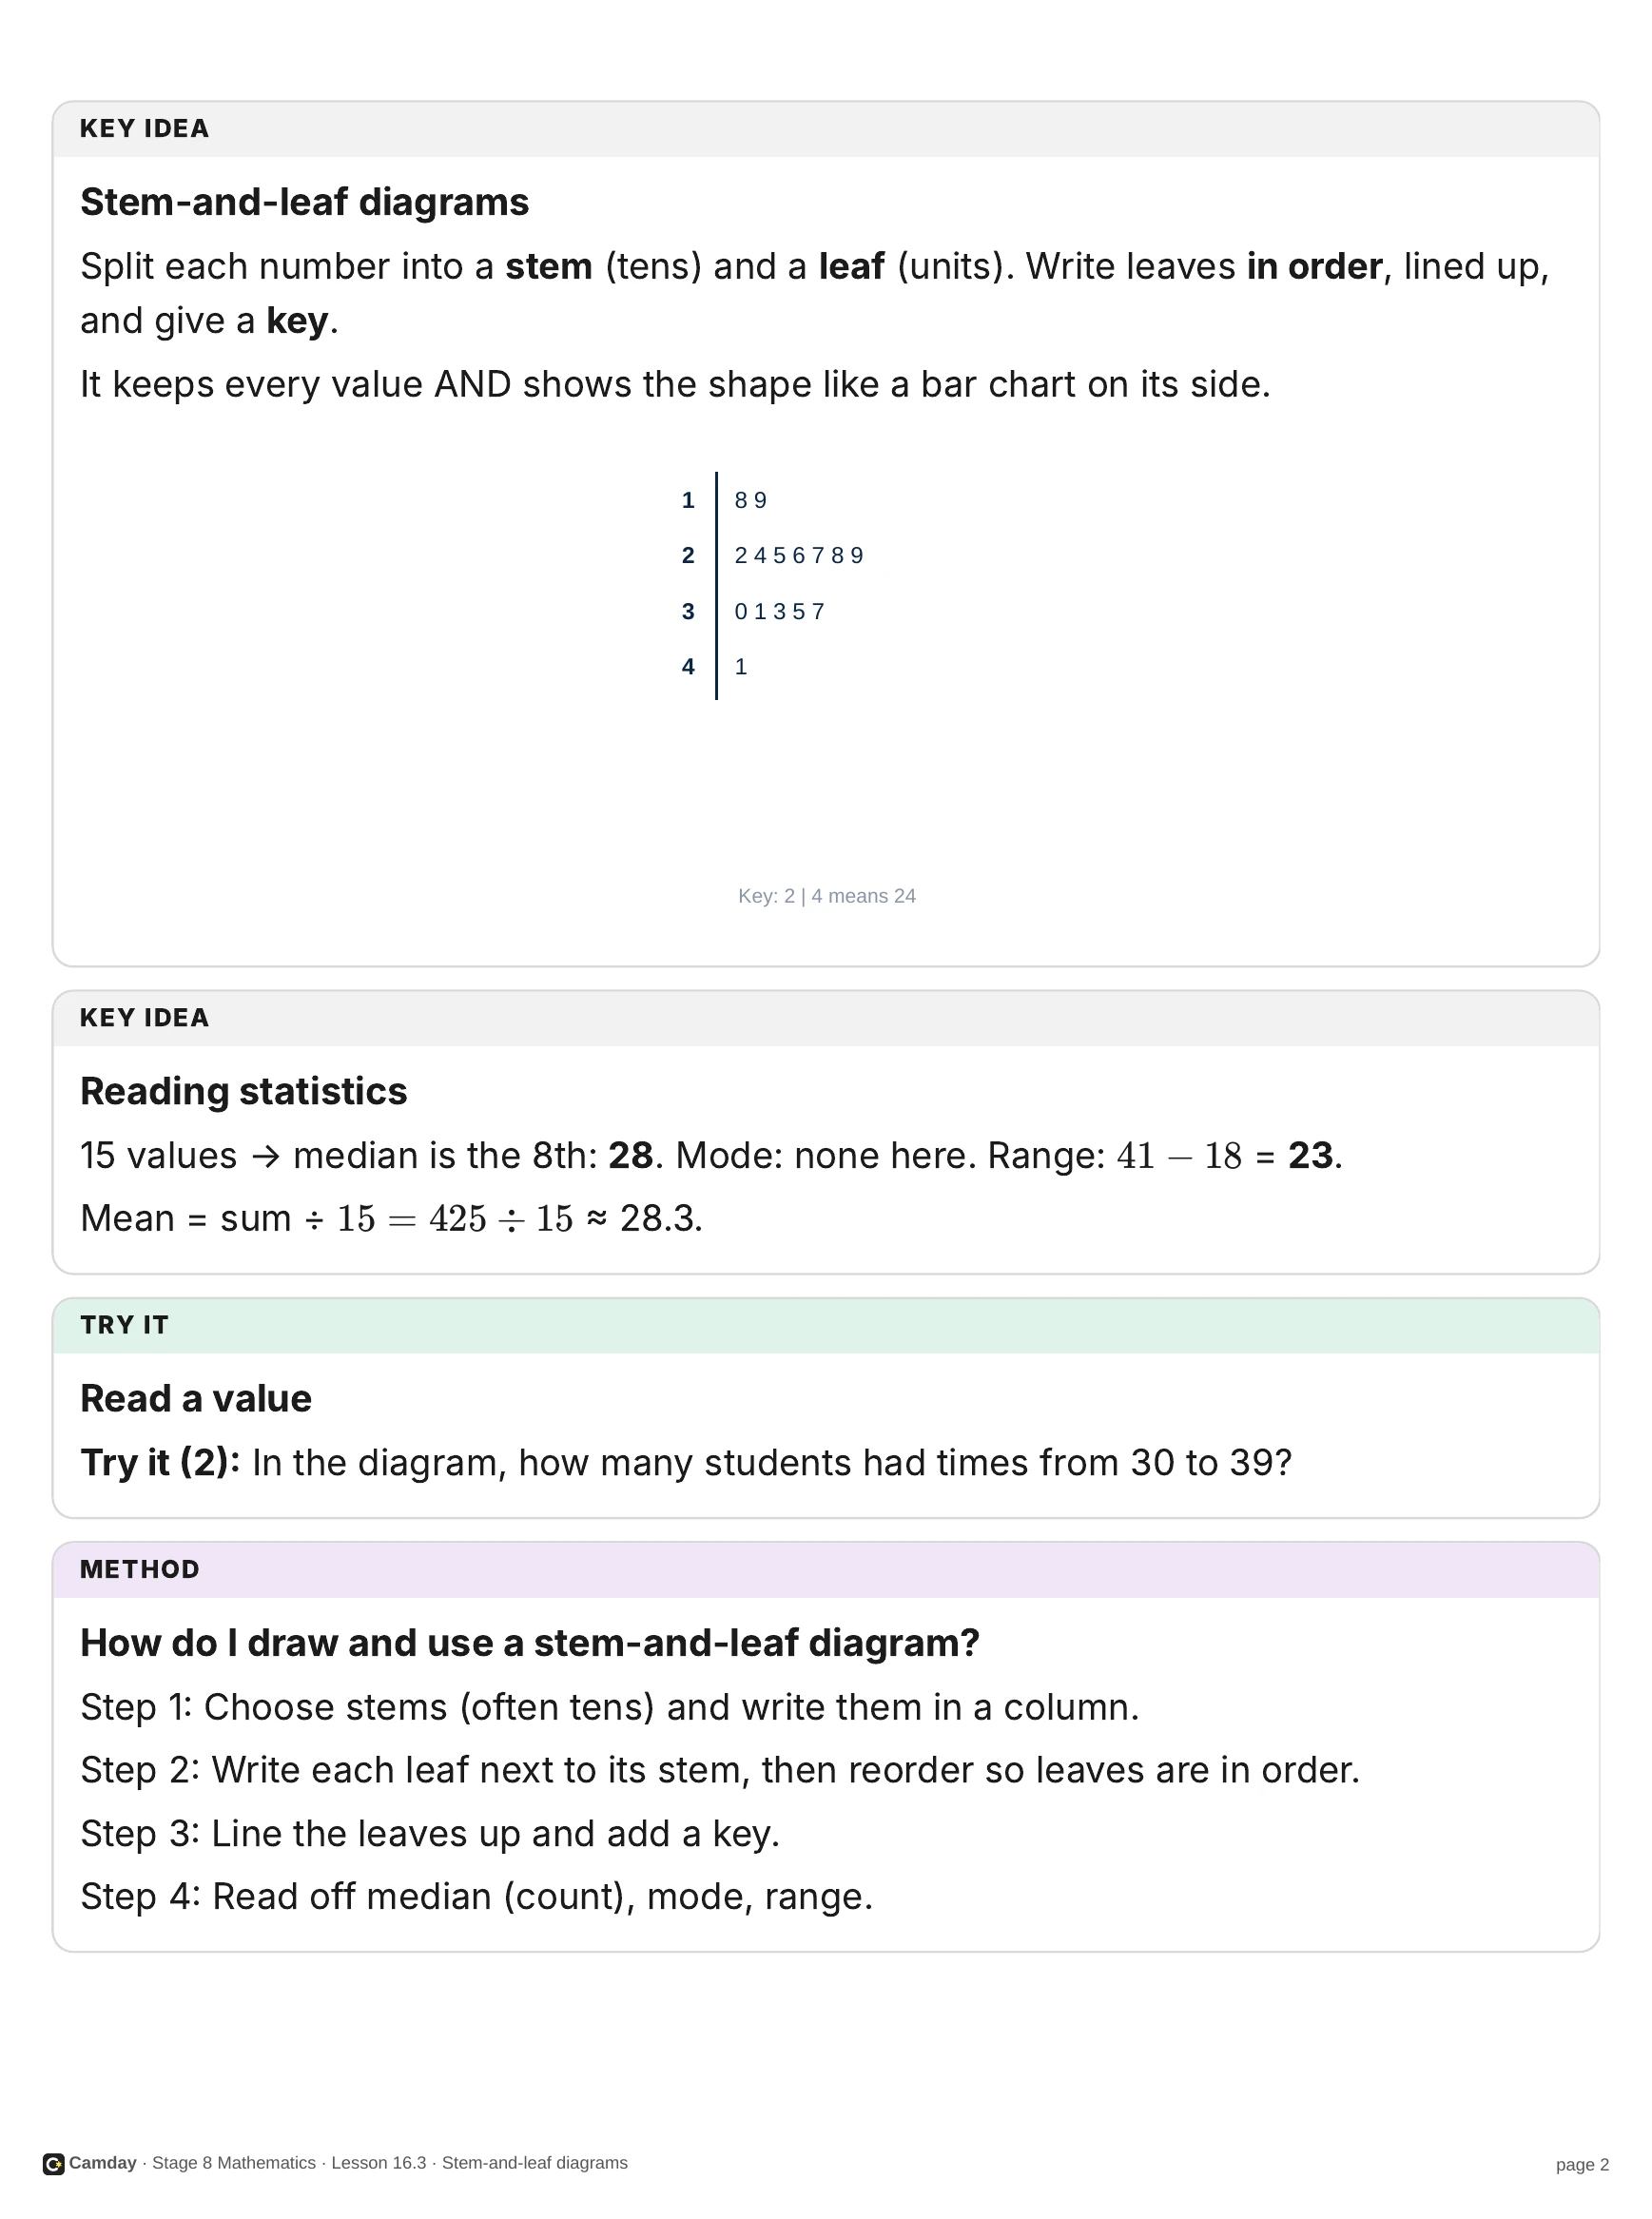 KEY IDEA
Stem-and-leaf diagrams
Split each number into a stem (tens) and a leaf (units). Write leaves in order, lined up,
and give a key.
It keeps every value AND shows the shape like a bar chart on its side.
1 | 8 9
2 | 2 4 5 6 7 8 9
3 | 0 1 3 5 7
4 | 1
Key: 2 | 4 means 24
KEY IDEA
Reading statistics
15 values → median is the 8th: 28. Mode: none here. Range: 41 − 18 = 23.
Mean = sum ÷ 15 = 425 ÷ 15 ≈ 28.3.
TRY IT
Read a value
Try it (2): In the diagram, how many students had times from 30 to 39?
METHOD
How do I draw and use a stem-and-leaf diagram?
Step 1: Choose stems (often tens) and write them in a column.
Step 2: Write each leaf next to its stem, then reorder so leaves are in order.
Step 3: Line the leaves up and add a key.
Step 4: Read off median (count), mode, range.
Camday · Stage 8 Mathematics · Lesson 16.3 · Stem-and-leaf diagrams
page 2